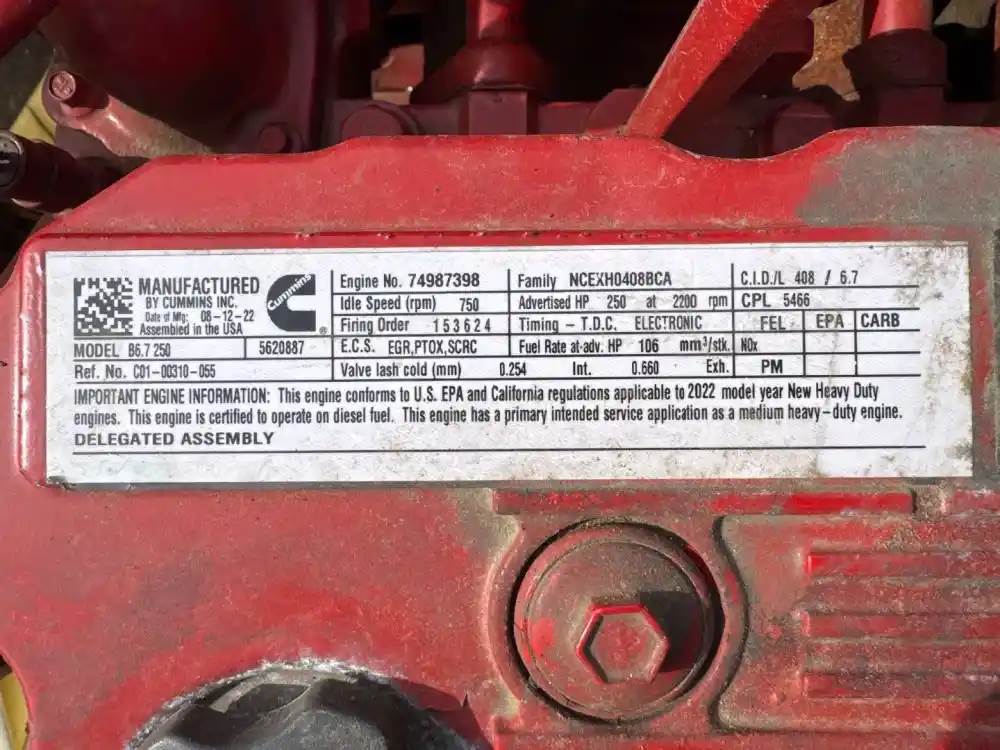 MANUFACTURED
BY CUMMINS INC.
Date of Mfg: 08-12-22
Assembled in the USA
Cummins ®
MODEL B6.7 250 5620887
Ref. No. C01-00310-055
Engine No. 74987398
Idle Speed (rpm) 750
Firing Order 153624
E.C.S. EGR,PTOX,SCRC
Family NCEXH0408BCA
Advertised HP 250 at 2200 rpm
Timing - T.D.C. ELECTRONIC
Fuel Rate at adv. HP 106 mm³/stk.
Valve lash cold (mm) 0.254 Int. 0.660 Exh.
C.I.D./L 408 / 6.7
CPL 5466
FEL EPA CARB
NOx
PM
IMPORTANT ENGINE INFORMATION: This engine conforms to U.S. EPA and California regulations applicable to 2022 model year New Heavy Duty
engines. This engine is certified to operate on diesel fuel. This engine has a primary intended service application as a medium heavy-duty engine.
DELEGATED ASSEMBLY